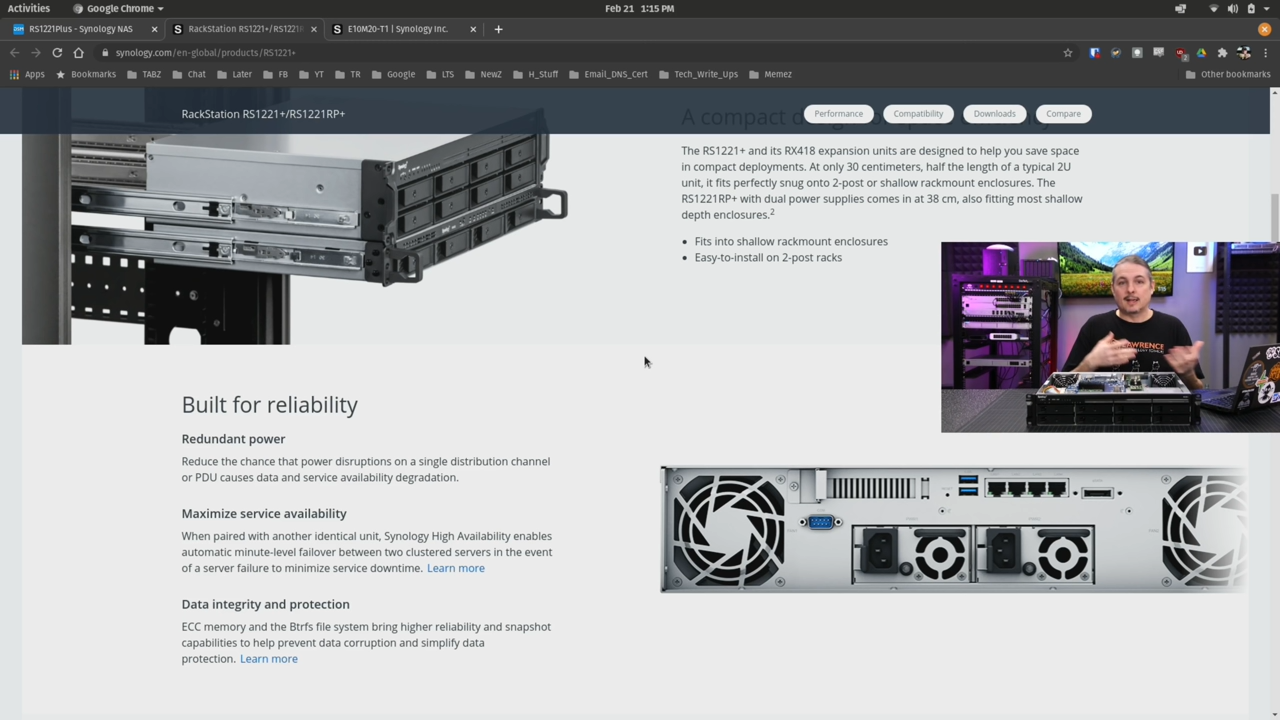 Activities
Google Chrome
Feb 21 1:15 PM
RS1221Plus - Synology NAS
RackStation RS1221+/RS1221R
E10M20-T1 | Synology Inc.
synology.com/en-global/products/RS1221+
Apps
Bookmarks
TABZ
Chat
Later
FB
YT
TR
Google
LTS
NewZ
H_Stuff
Email_DNS_Cert
Tech_Write_Ups
Memez
Other bookmarks
RackStation RS1221+/RS1221RP+
Performance
Compatibility
Downloads
Compare
The RS1221+ and its RX418 expansion units are designed to help you save space
in compact deployments. At only 30 centimeters, half the length of a typical 2U
unit, it fits perfectly snug onto 2-post or shallow rackmount enclosures. The
RS1221RP+ with dual power supplies comes in at 38 cm, also fitting most shallow
depth enclosures.2
Fits into shallow rackmount enclosures
Easy-to-install on 2-post racks
LAWRENCE
Built for reliability
Redundant power
Reduce the chance that power disruptions on a single distribution channel
or PDU causes data and service availability degradation.
Maximize service availability
When paired with another identical unit, Synology High Availability enables
automatic minute-level failover between two clustered servers in the event
of a server failure to minimize service downtime. Learn more
Data integrity and protection
ECC memory and the Btrfs file system bring higher reliability and snapshot
capabilities to help prevent data corruption and simplify data
protection. Learn more